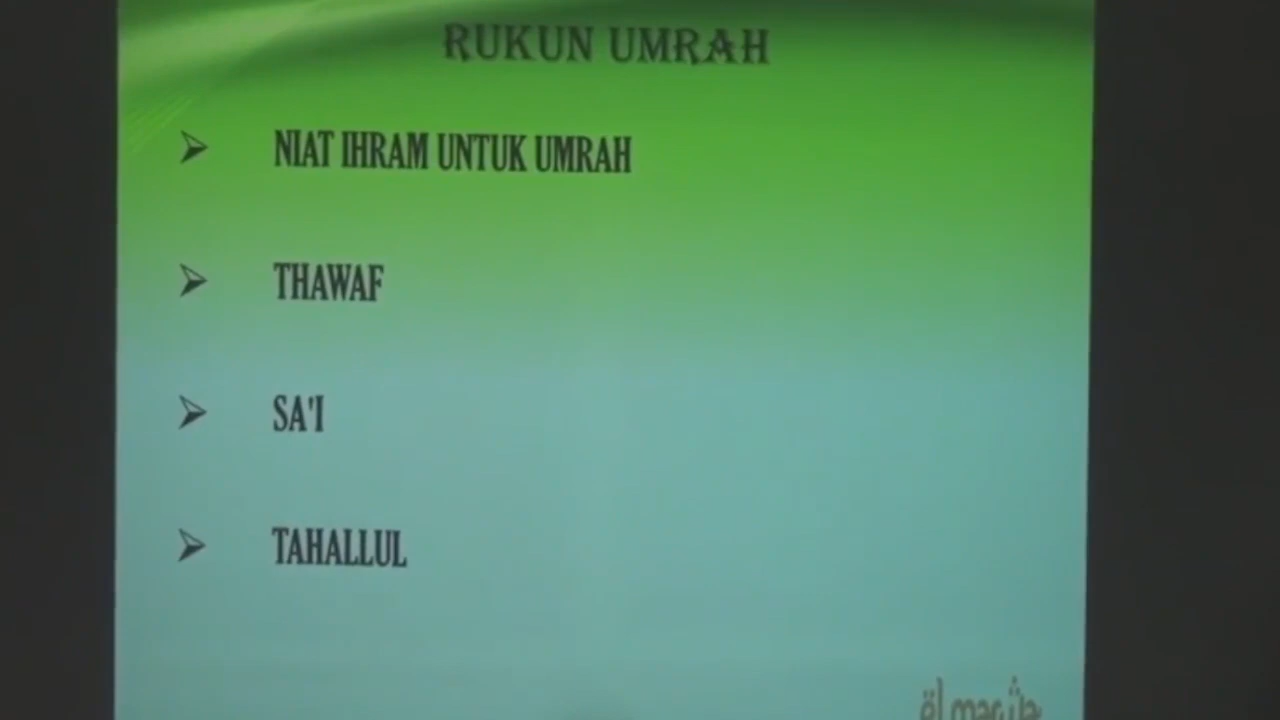 RUKUN UMRAH
NIAT IHRAM UNTUK UMRAH
THAWAF
SA'I
TAHALLUL